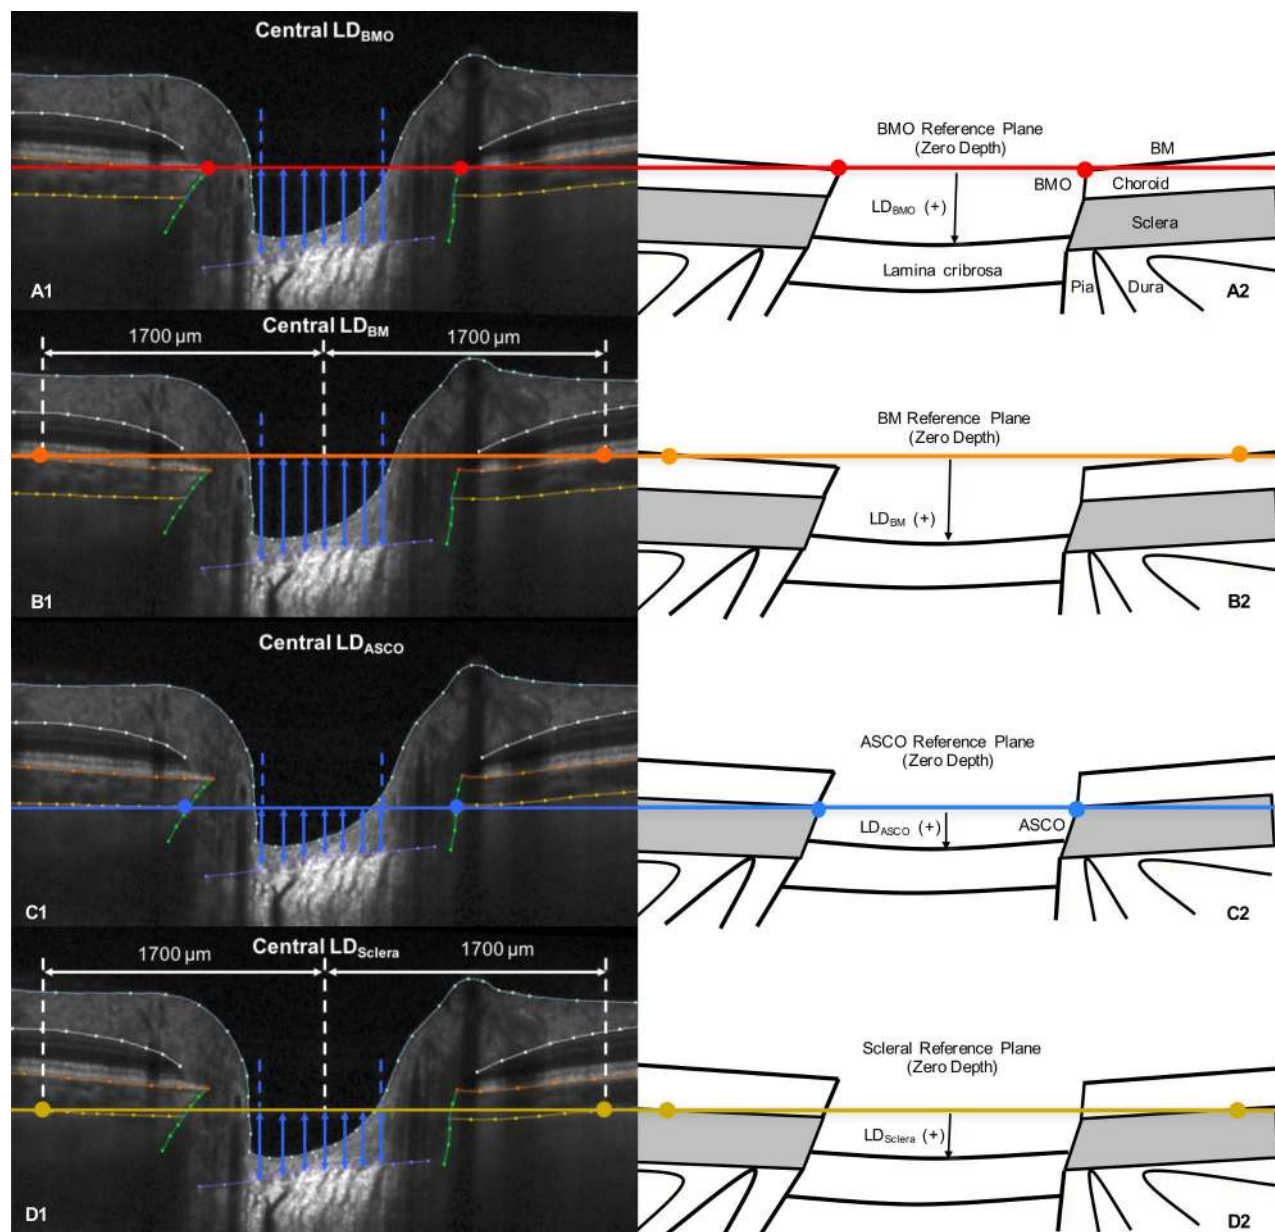 Central LDBMO
A1
BMO Reference Plane
(Zero Depth)
BM
BMO
Choroid
LDBMO (+)
Sclera
Lamina cribrosa
Pia
Dura
A2
Central LDBM
1700 µm
1700 µm
B1
BM Reference Plane
(Zero Depth)
LDBM (+)
B2
Central LDASCO
C1
ASCO Reference Plane
(Zero Depth)
LDASCO (+)
ASCO
C2
Central LDSclera
1700 µm
1700 µm
D1
Scleral Reference Plane
(Zero Depth)
LDSclera (+)
D2